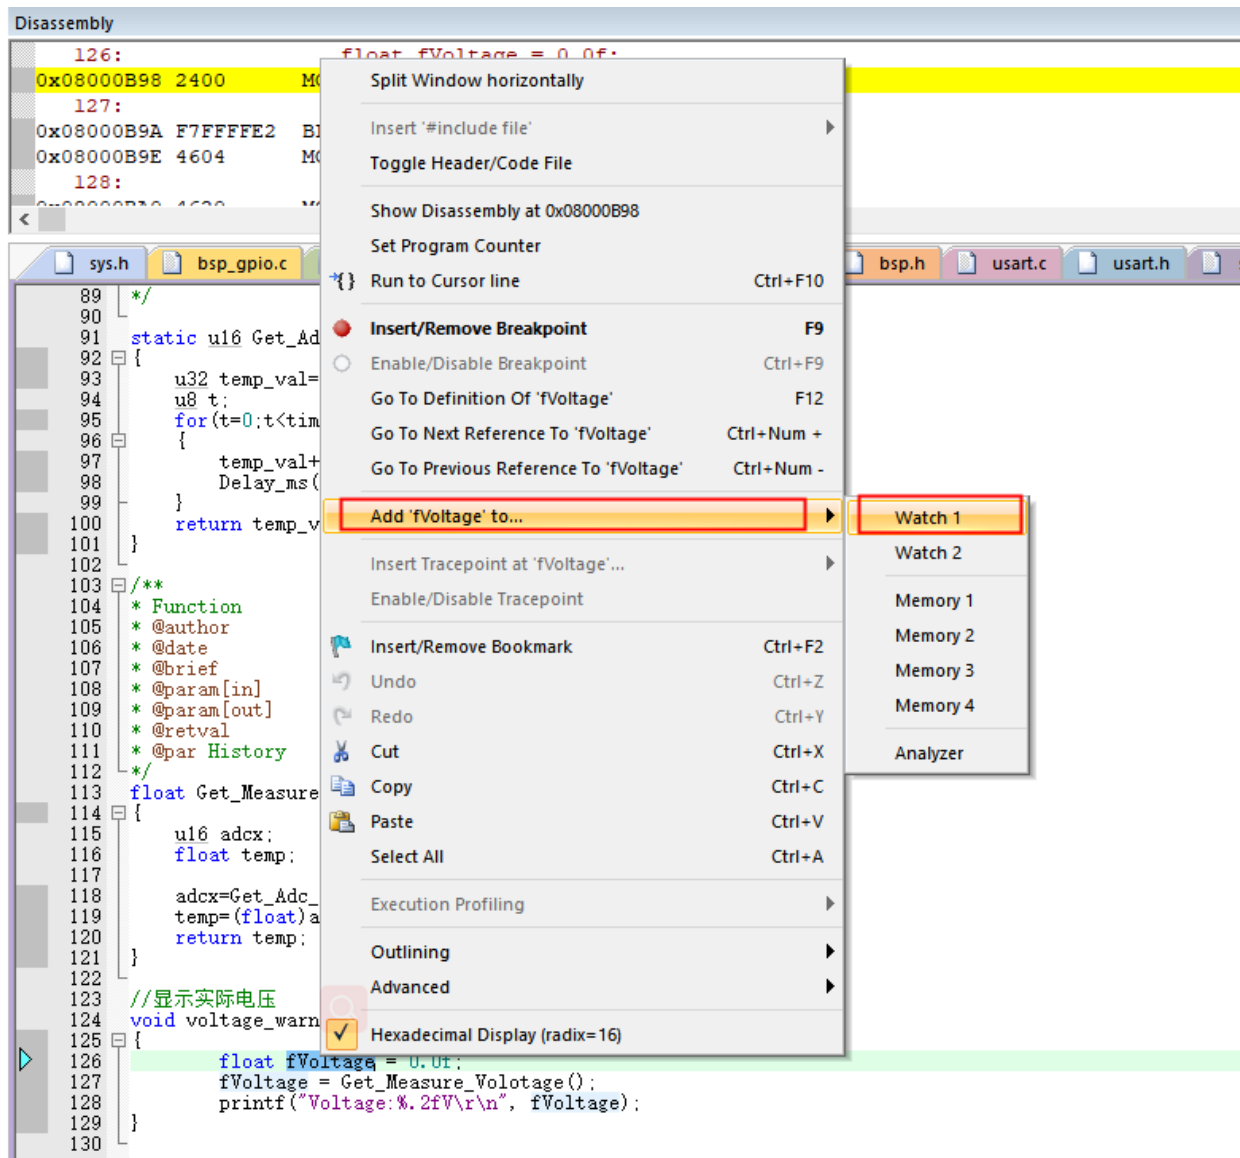 Disassembly
126: float fVoltage = 0.0f;
0x08000B98 2400 MO
127:
0x08000B9A F7FFFFE2 BL
0x08000B9E 4604 MO
128:
0x08000BA0 4620 MO
sys.h bsp_gpio.c bsp.h usart.c usart.h
Split Window horizontally
Insert '#include file'
Toggle Header/Code File
Show Disassembly at 0x08000B98
Set Program Counter
Run to Cursor line Ctrl+F10
Insert/Remove Breakpoint F9
Enable/Disable Breakpoint Ctrl+F9
Go To Definition Of 'fVoltage' F12
Go To Next Reference To 'fVoltage' Ctrl+Num +
Go To Previous Reference To 'fVoltage' Ctrl+Num -
Add 'fVoltage' to...
Insert Tracepoint at 'fVoltage'...
Enable/Disable Tracepoint
Insert/Remove Bookmark Ctrl+F2
Undo Ctrl+Z
Redo Ctrl+Y
Cut Ctrl+X
Copy Ctrl+C
Paste Ctrl+V
Select All Ctrl+A
Execution Profiling
Outlining
Advanced
Hexadecimal Display (radix=16)
Watch 1
Watch 2
Memory 1
Memory 2
Memory 3
Memory 4
Analyzer
89 */
90
91 static u16 Get_Ad
92 {
93 u32 temp_val=
94 u8 t;
95 for(t=0;t<tim
96 {
97 temp_val+
98 Delay_ms(
99 }
100 return temp_v
101 }
102
103 /**
104 * Function
105 * @author
106 * @date
107 * @brief
108 * @param[in]
109 * @param[out]
110 * @retval
111 * @par History
112 */
113 float Get_Measure
114 {
115 u16 adcx;
116 float temp;
117
118 adcx=Get_Adc_
119 temp=(float)a
120 return temp;
121 }
122
123 //显示实际电压
124 void voltage_warn
125 {
126 float fVoltage = 0.0f;
127 fVoltage = Get_Measure_Volotage();
128 printf("Voltage:%.2fV\r\n", fVoltage);
129 }
130